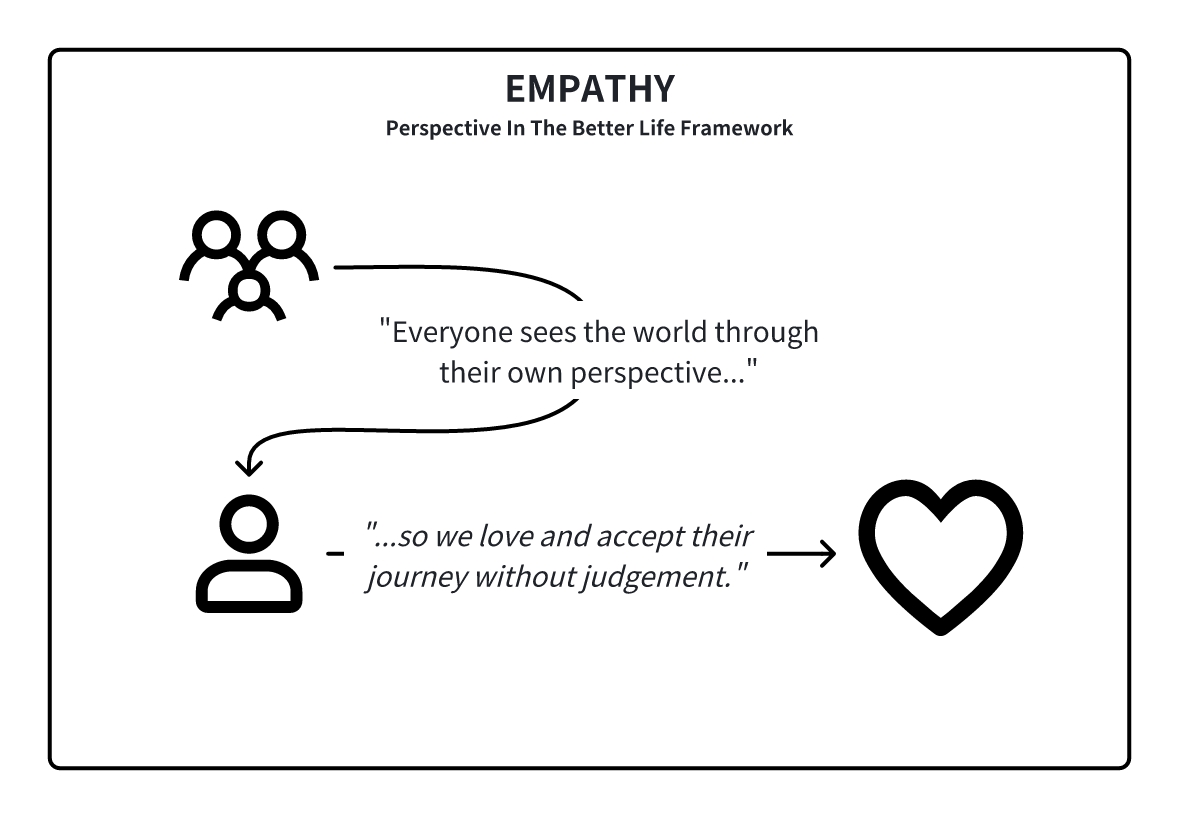 EMPATHY
Perspective In The Better Life Framework
"Everyone sees the world through
their own perspective..."
"...so we love and accept their
journey without judgement."